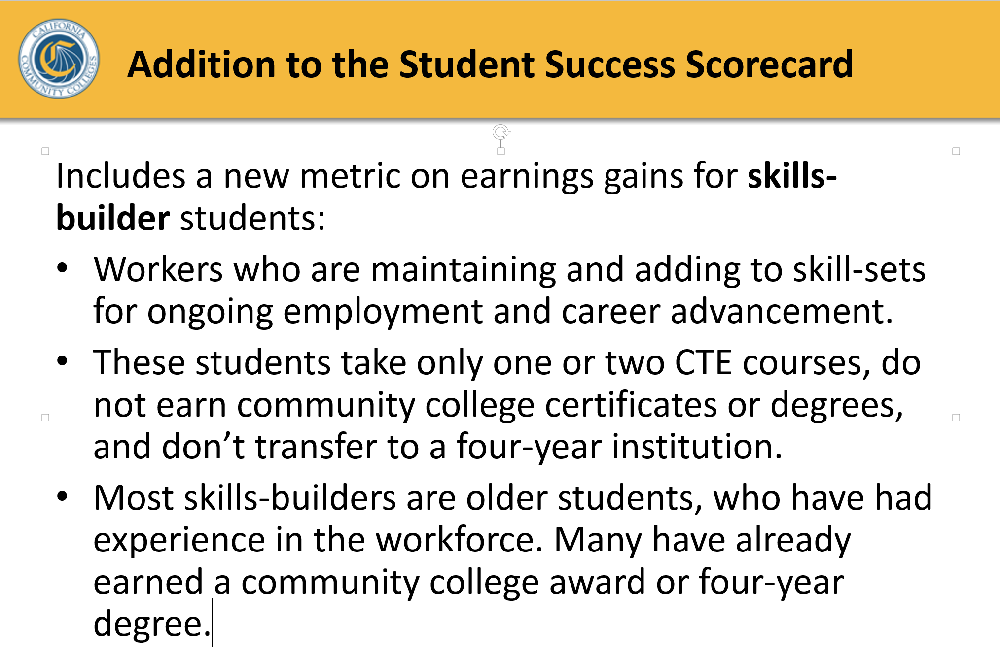 CALIFORNIA
COMMUNITY COLLEGES
Addition to the Student Success Scorecard
Includes a new metric on earnings gains for skills-
builder students:
• Workers who are maintaining and adding to skill-sets
for ongoing employment and career advancement.
• These students take only one or two CTE courses, do
not earn community college certificates or degrees,
and don’t transfer to a four-year institution.
• Most skills-builders are older students, who have had
experience in the workforce. Many have already
earned a community college award or four-year
degree.